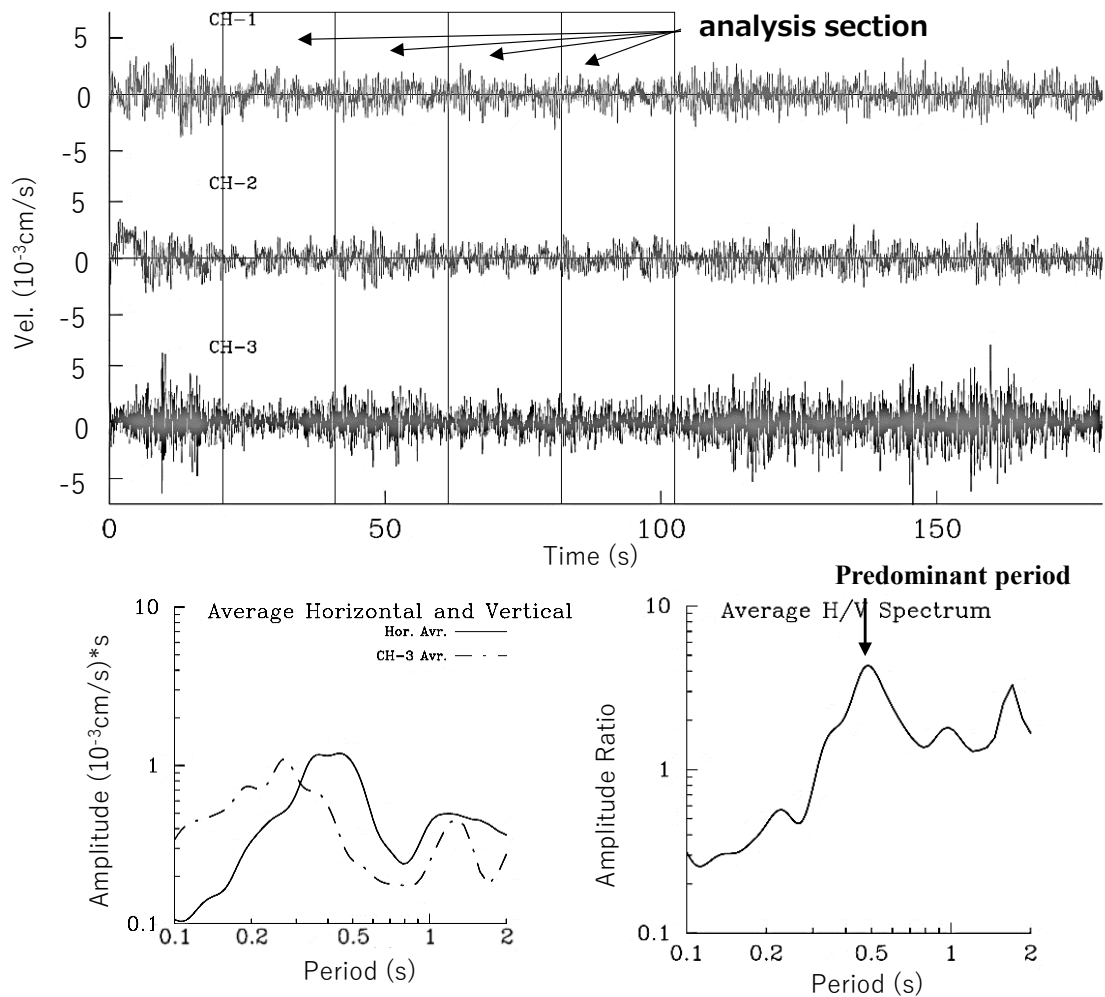 CH-1
analysis section
5
0
-5
CH-2
5
0
-5
CH-3
5
0
-5
Vel. (10⁻³cm/s)
0 50 100 150
Time (s)
Average Horizontal and Vertical
Hor. Avr.
CH-3 Avr.
10
1
0.1
Amplitude (10⁻³cm/s)*s
0.1 0.2 0.5 1 2
Period (s)
Predominant period
Average H/V Spectrum
10
1
0.1
Amplitude Ratio
0.1 0.2 0.5 1 2
Period (s)